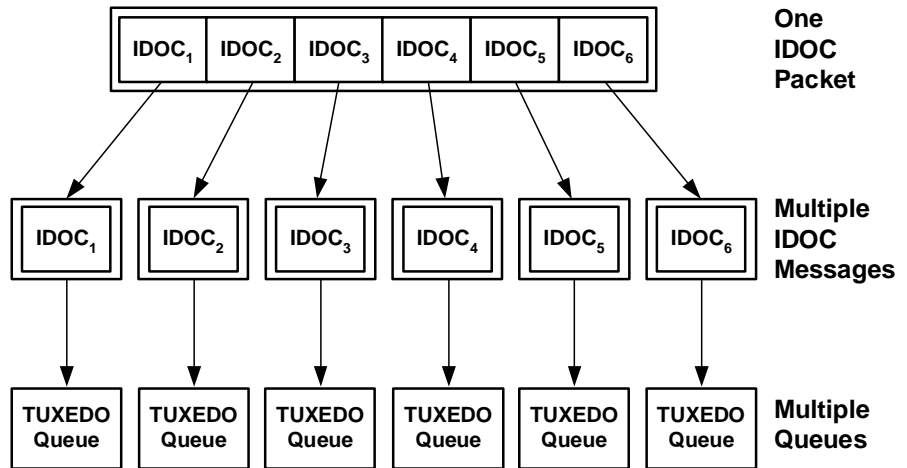 IDOC₁ IDOC₂ IDOC₃ IDOC₄ IDOC₅ IDOC₆
One
IDOC
Packet
IDOC₁ IDOC₂ IDOC₃ IDOC₄ IDOC₅ IDOC₆
Multiple
IDOC
Messages
TUXEDO TUXEDO TUXEDO TUXEDO TUXEDO TUXEDO
Queue Queue Queue Queue Queue Queue
Multiple
Queues